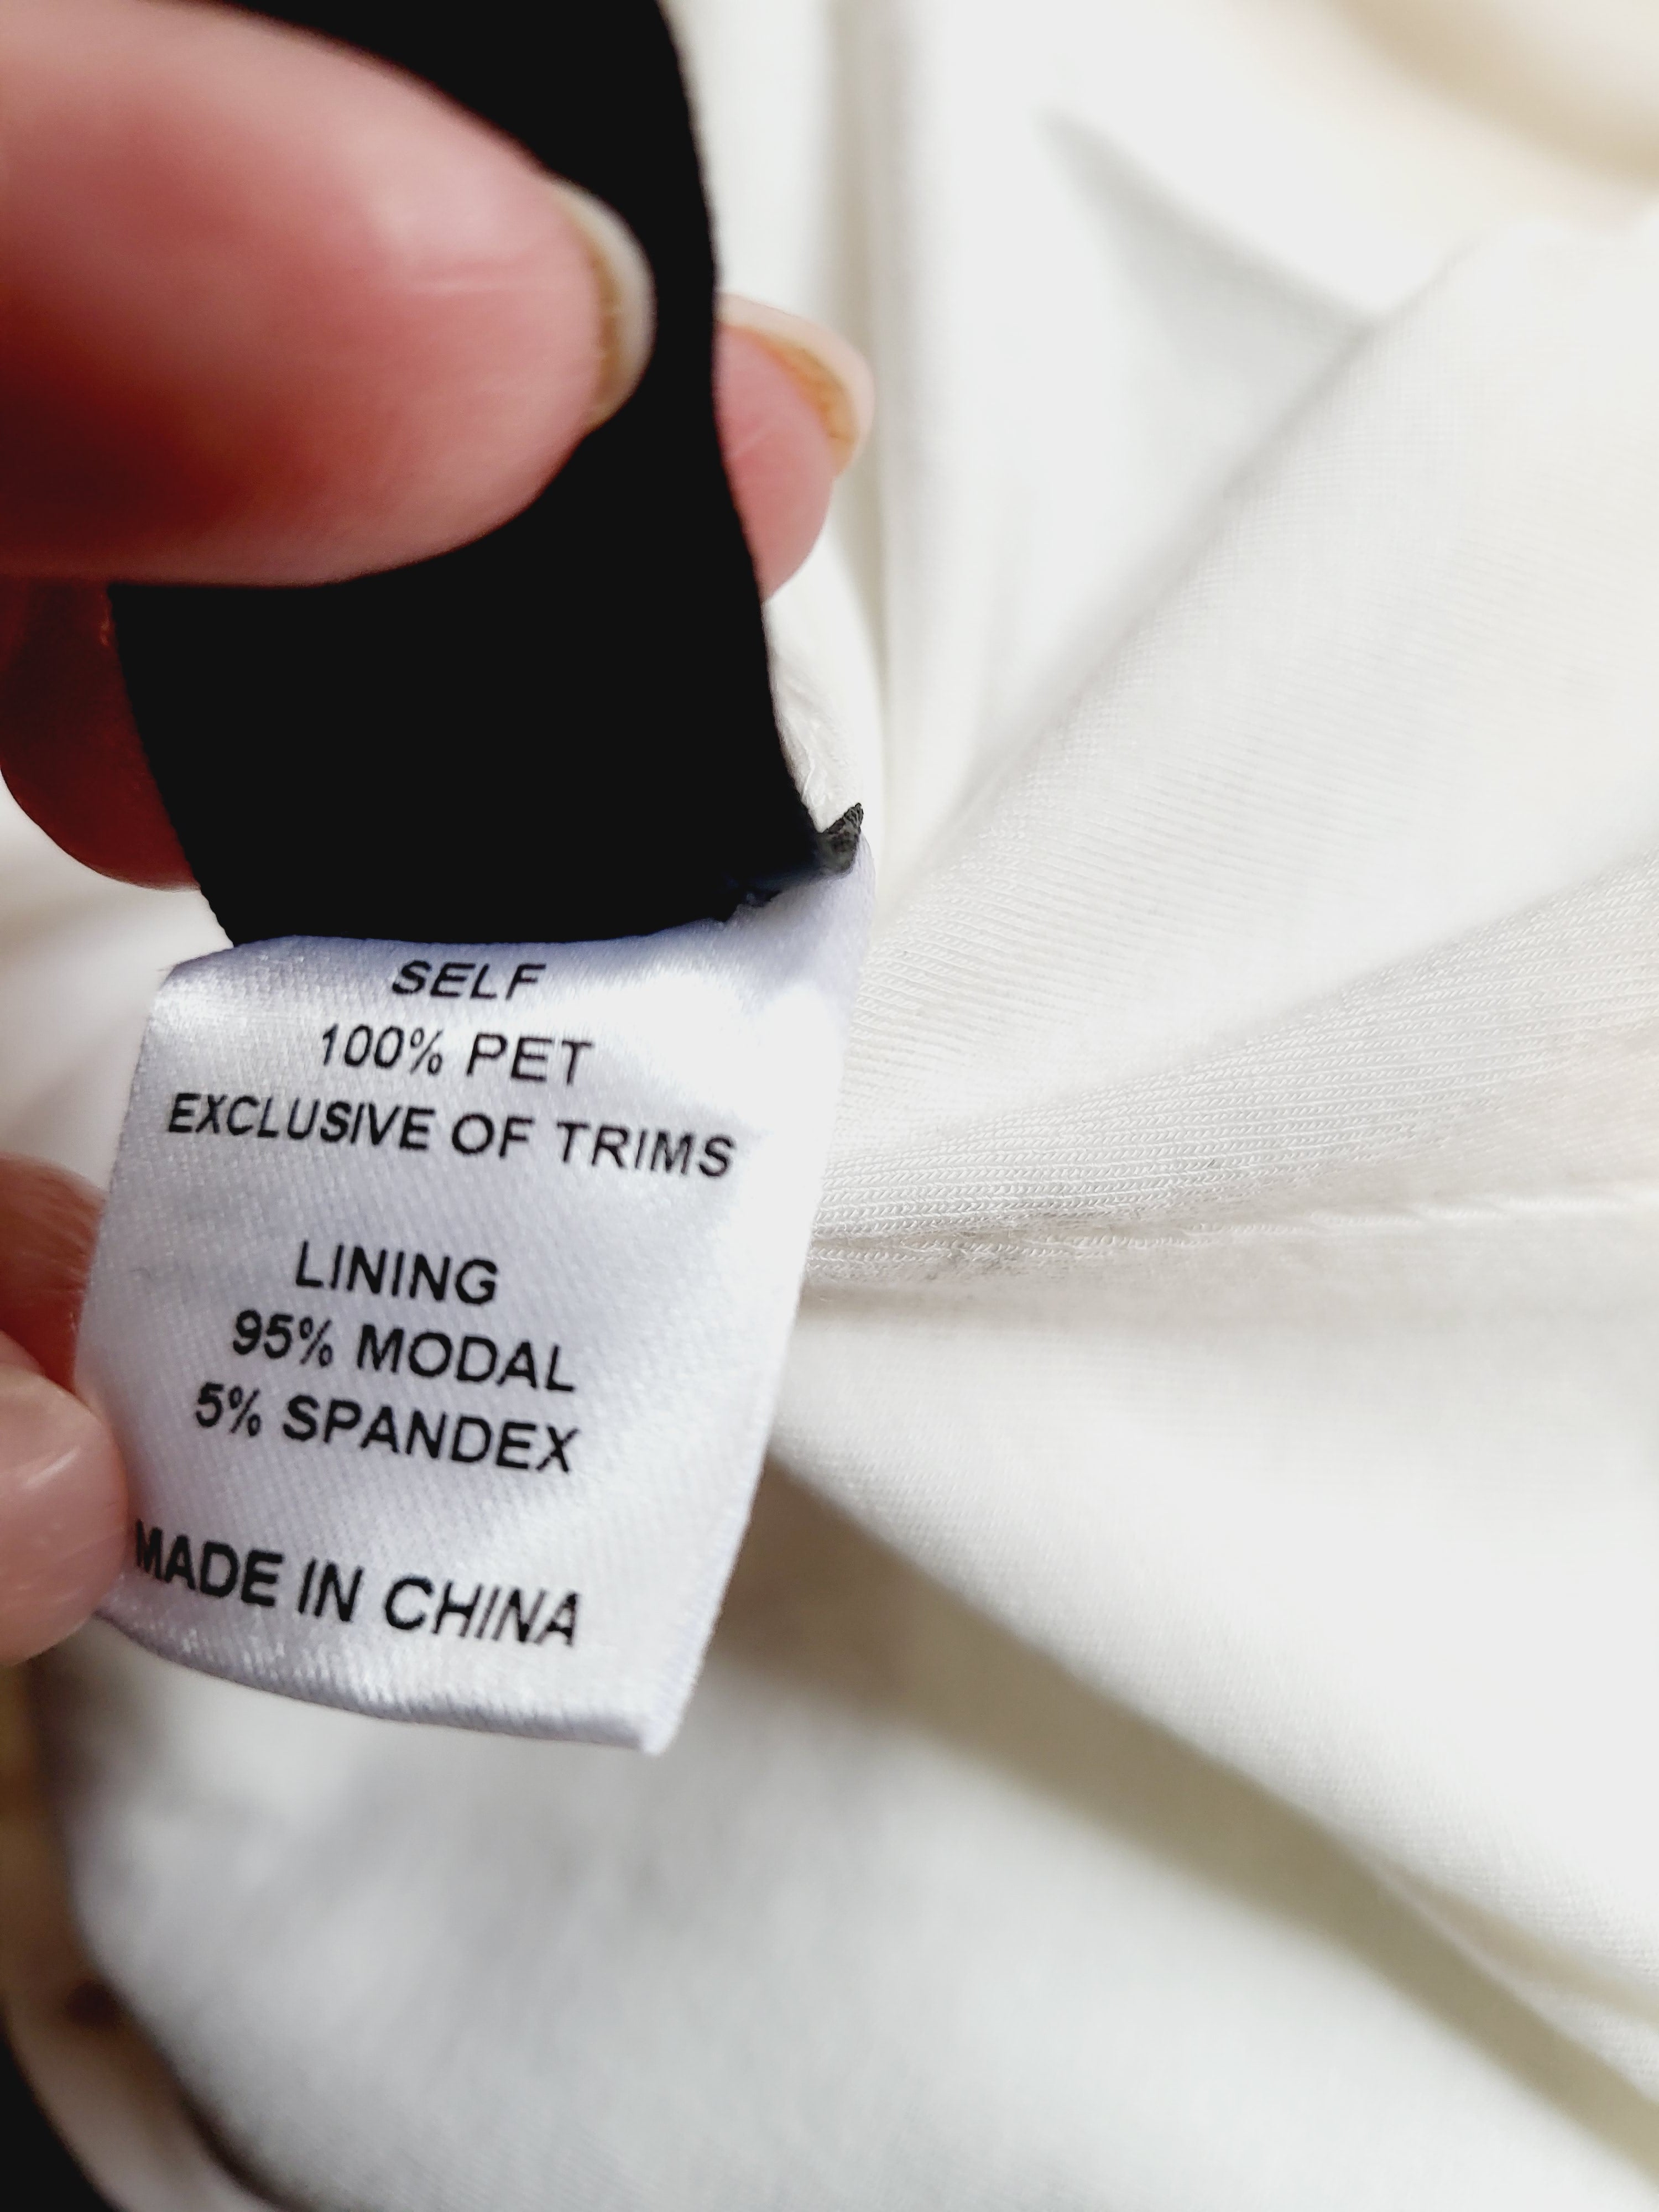 SELF
100% PET
EXCLUSIVE OF TRIMS
LINING
95% MODAL
5% SPANDEX
MADE IN CHINA